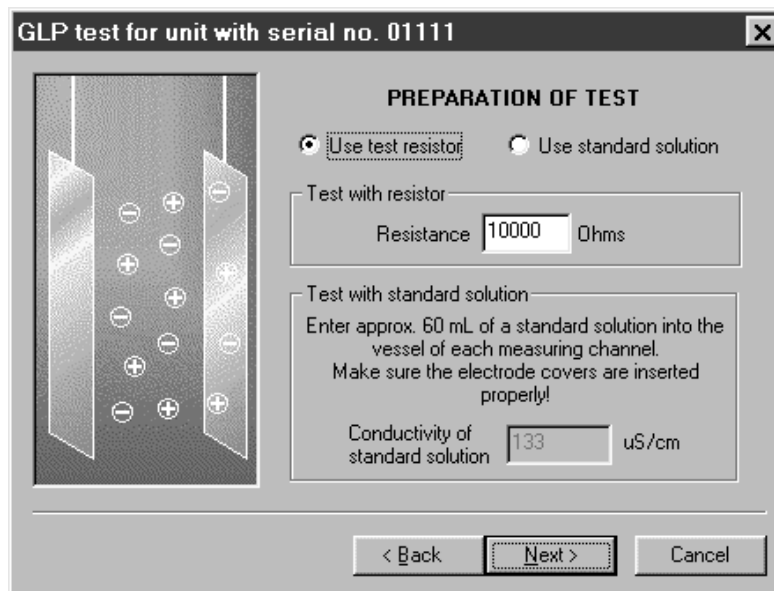 GLP test for unit with serial no. 01111
PREPARATION OF TEST
Use test resistor Use standard solution
Test with resistor
Resistance 10000 Ohms
Test with standard solution
Enter approx. 60 mL of a standard solution into the
vessel of each measuring channel.
Make sure the electrode covers are inserted
properly!
Conductivity of
standard solution 133 uS/cm
< Back Next > Cancel